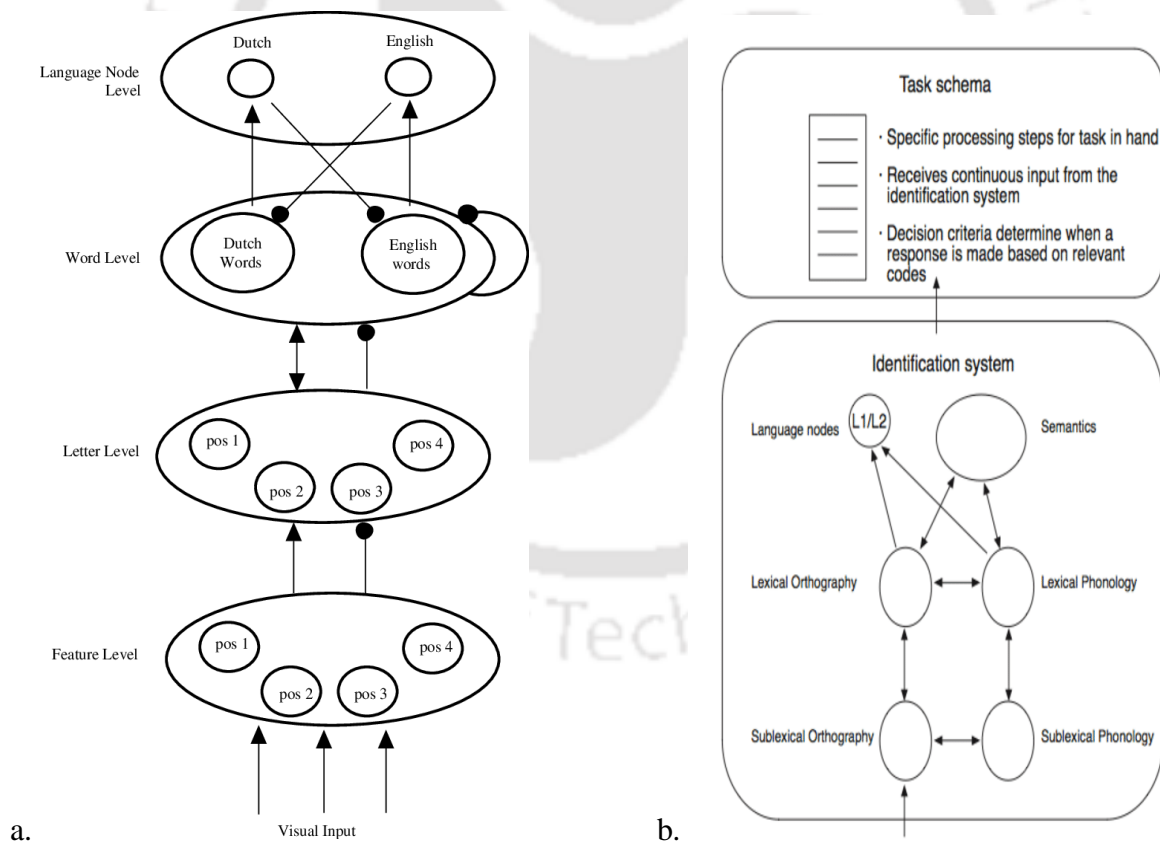 Dutch
English
Language Node
Level
Word Level
Dutch
Words
English
words
Letter Level
pos 1
pos 2
pos 3
pos 4
Feature Level
pos 1
pos 2
pos 3
pos 4
Visual Input
a.
Task schema
· Specific processing steps for task in hand
· Receives continuous input from the
identification system
· Decision criteria determine when a
response is made based on relevant
codes
Identification system
Language nodes
L1/L2
Semantics
Lexical Orthography
Lexical Phonology
Sublexical Orthography
Sublexical Phonology
b.
Tech